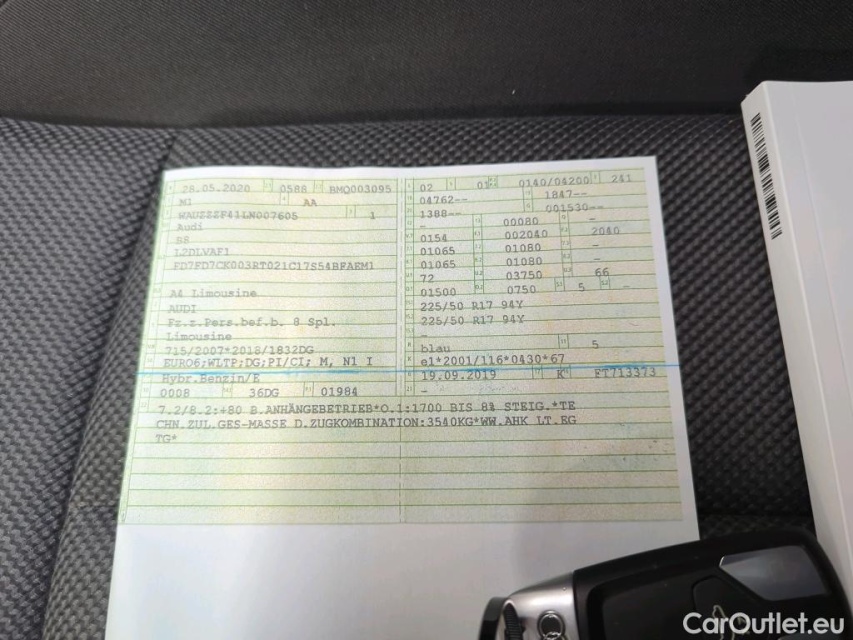 28.05.2020 0588 BMQ003095
M1 AA
WAUZZZF41LN007605 1
Audi
B8
L2DLVAF1
FD7FD7CK003RT021C17S54BFAEM1
A4 Limousine
AUDI
Fz.z.Pers.bef.b. 8 Spl.
Limousine
715/2007*2018/1832DG
EURO6;WLTP;DG;PI/CI; M, N1 I
Hybr.Benzin/E
0008 36DG 01984
02 01 0140/04200 241
04762-- 1847--
1388-- 001530--
- 00080 -
0154 002040 2040
01065 01080 -
01065 01080 -
72 03750 66
01500 0750 5 -
225/50 R17 94Y
225/50 R17 94Y
-
blau 5
e1*2001/116*0430*67
19.09.2019 K
-
7.2/8.2:+80 B.ANHÄNGEBETRIEB*O.1:1700 BIS 8% STEIG.*TE
CHN.ZUL.GES-MASSE D.ZUGKOMBINATION:3540KG*WW.AHK LT.EG
TG*
CarOutlet.eu